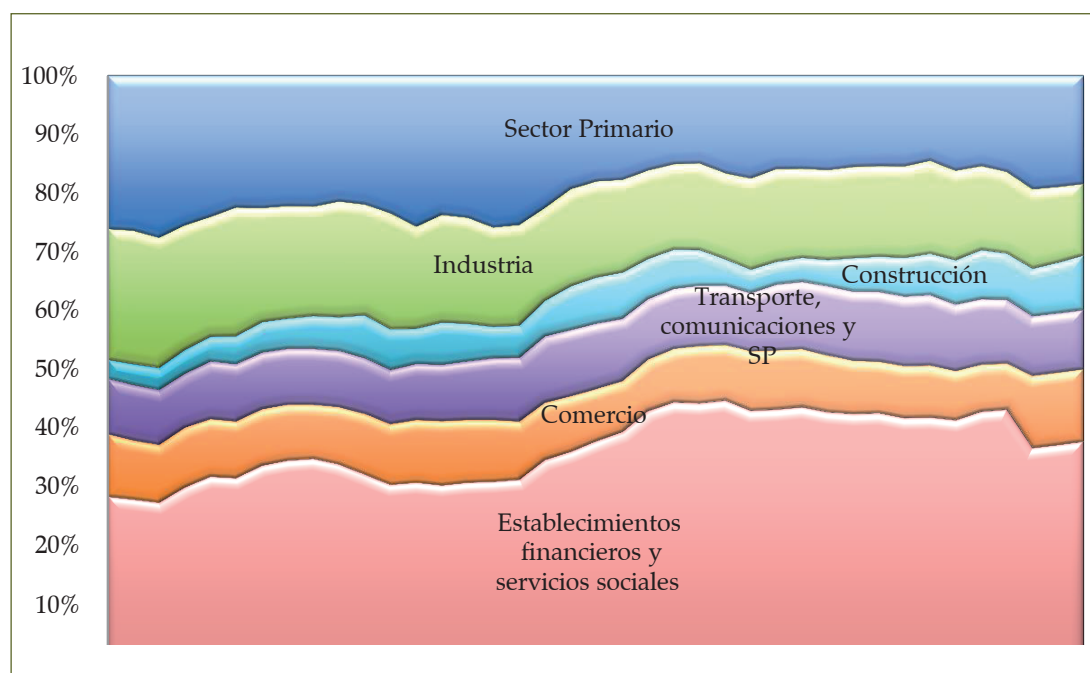 100%
90%
80%
70%
60%
50%
40%
30%
20%
10%
Sector Primario
Industria
Construcción
Transporte,
comunicaciones y
SP
Comercio
Establecimientos
financieros y
servicios sociales